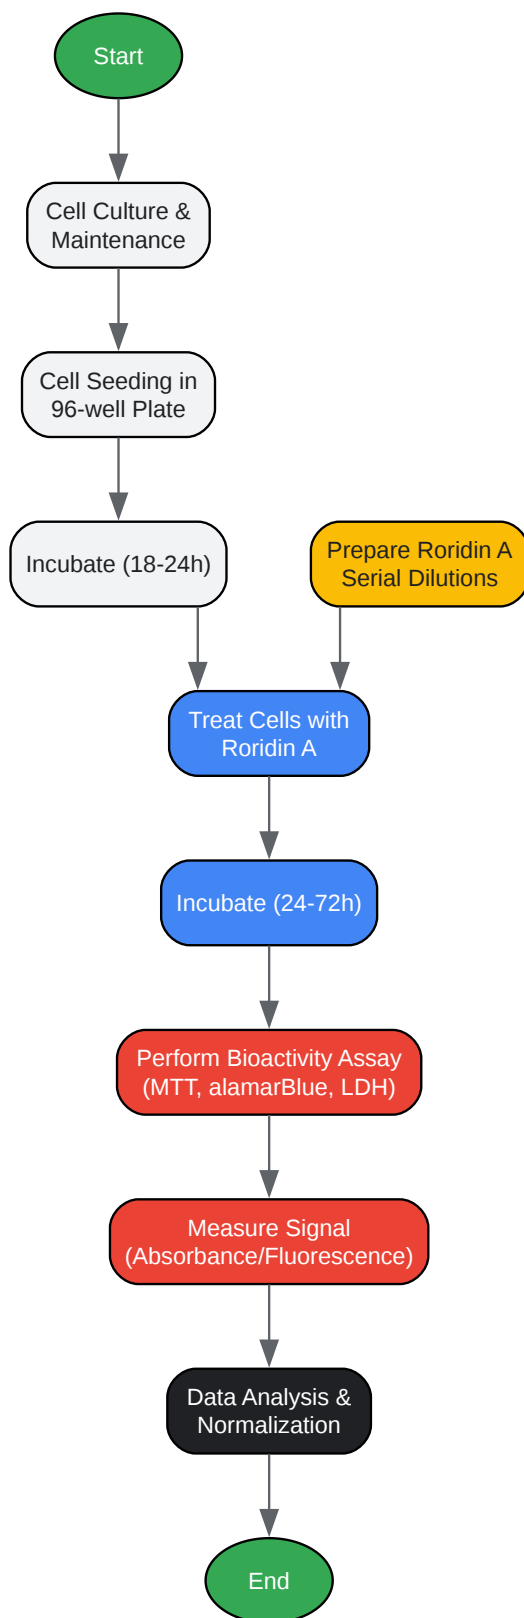 Start
Cell Culture &
Maintenance
Cell Seeding in
96-well Plate
Incubate (18-24h)
Prepare Roridin A
Serial Dilutions
Treat Cells with
Roridin A
Incubate (24-72h)
Perform Bioactivity Assay
(MTT, alamarBlue, LDH)
Measure Signal
(Absorbance/Fluorescence)
Data Analysis &
Normalization
End